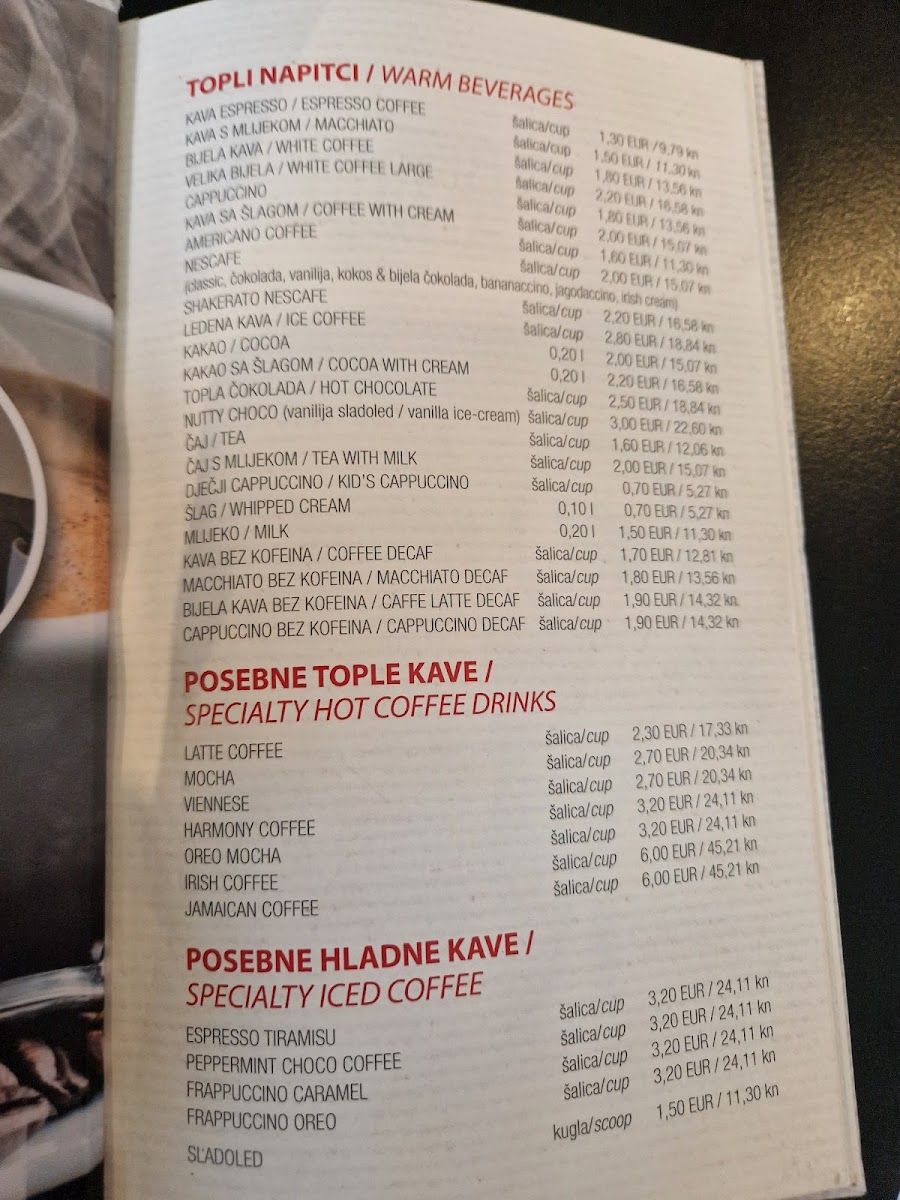 TOPLI NAPITCI / WARM BEVERAGES
KAVA ESPRESSO / ESPRESSO COFFEE šalica/cup 1,30 EUR / 9,79 kn
KAVA S MLIJEKOM / MACCHIATO šalica/cup 1,50 EUR / 11,30 kn
BIJELA KAVA / WHITE COFFEE šalica/cup 1,80 EUR / 13,56 kn
VELIKA BIJELA / WHITE COFFEE LARGE šalica/cup 2,20 EUR / 16,58 kn
CAPPUCCINO šalica/cup 1,80 EUR / 13,56 kn
KAVA SA ŠLAGOM / COFFEE WITH CREAM šalica/cup 2,00 EUR / 15,07 kn
AMERICANO COFFEE šalica/cup 1,60 EUR / 11,30 kn
NESCAFE šalica/cup 2,00 EUR / 15,07 kn
(classic, čokolada, vanilija, kokos & bijela čokolada, bananaccino, jagodaccino, irish cream)
SHAKERATO NESCAFE šalica/cup 2,20 EUR / 16,58 kn
LEDENA KAVA / ICE COFFEE šalica/cup 2,80 EUR / 18,84 kn
KAKAO / COCOA 0,20 l 2,00 EUR / 15,07 kn
KAKAO SA ŠLAGOM / COCOA WITH CREAM 0,20 l 2,20 EUR / 16,58 kn
TOPLA ČOKOLADA / HOT CHOCOLATE šalica/cup 2,50 EUR / 18,84 kn
NUTTY CHOCO (vanilija sladoled / vanilla ice-cream) šalica/cup 3,00 EUR / 22,60 kn
ČAJ / TEA šalica/cup 1,60 EUR / 12,06 kn
ČAJ S MLIJEKOM / TEA WITH MILK šalica/cup 2,00 EUR / 15,07 kn
DJEČJI CAPPUCCINO / KID'S CAPPUCCINO šalica/cup 0,70 EUR / 5,27 kn
ŠLAG / WHIPPED CREAM 0,10 l 0,70 EUR / 5,27 kn
MLIJEKO / MILK 0,20 l 1,50 EUR / 11,30 kn
KAVA BEZ KOFEINA / COFFEE DECAF šalica/cup 1,70 EUR / 12,81 kn
MACCHIATO BEZ KOFEINA / MACCHIATO DECAF šalica/cup 1,80 EUR / 13,56 kn
BIJELA KAVA BEZ KOFEINA / CAFFE LATTE DECAF šalica/cup 1,90 EUR / 14,32 kn
CAPPUCCINO BEZ KOFEINA / CAPPUCCINO DECAF šalica/cup 1,90 EUR / 14,32 kn
POSEBNE TOPLE KAVE /
SPECIALTY HOT COFFEE DRINKS
LATTE COFFEE šalica/cup 2,30 EUR / 17,33 kn
MOCHA šalica/cup 2,70 EUR / 20,34 kn
VIENNESE šalica/cup 2,70 EUR / 20,34 kn
HARMONY COFFEE šalica/cup 3,20 EUR / 24,11 kn
OREO MOCHA šalica/cup 3,20 EUR / 24,11 kn
IRISH COFFEE šalica/cup 6,00 EUR / 45,21 kn
JAMAICAN COFFEE šalica/cup 6,00 EUR / 45,21 kn
POSEBNE HLADNE KAVE /
SPECIALTY ICED COFFEE
ESPRESSO TIRAMISU šalica/cup 3,20 EUR / 24,11 kn
PEPPERMINT CHOCO COFFEE šalica/cup 3,20 EUR / 24,11 kn
FRAPPUCCINO CARAMEL šalica/cup 3,20 EUR / 24,11 kn
FRAPPUCCINO OREO šalica/cup 3,20 EUR / 24,11 kn
SLADOLED kugla/scoop 1,50 EUR / 11,30 kn